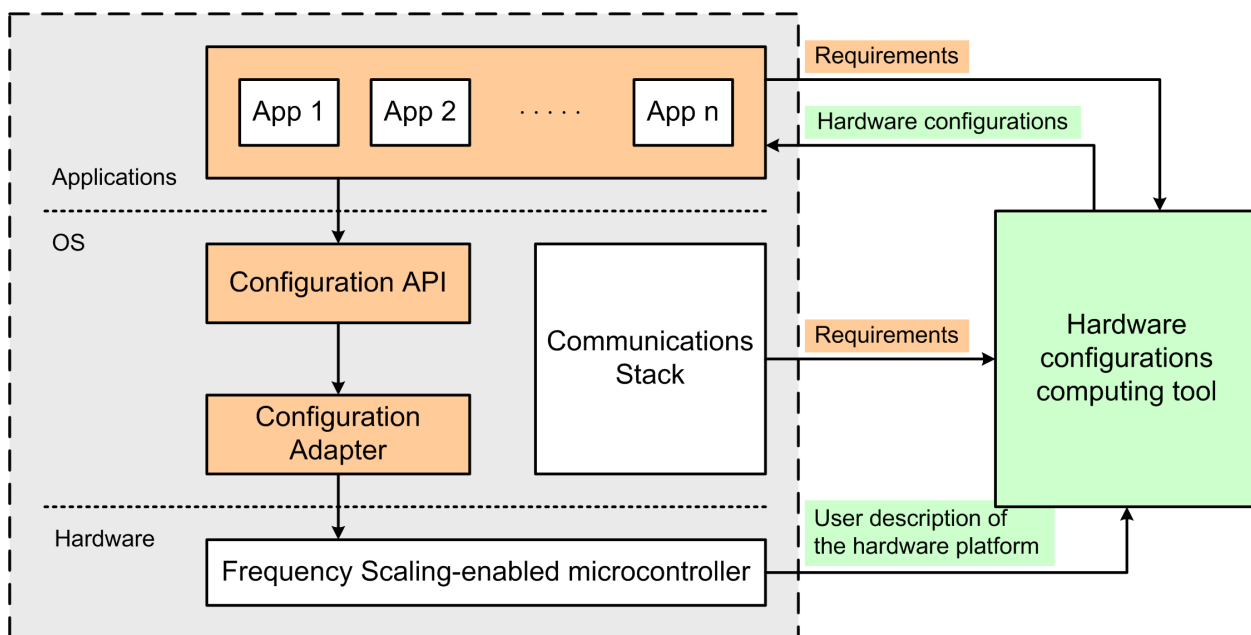 Requirements
App 1
App 2
. . . . .
App n
Hardware configurations
Applications
OS
Configuration API
Communications
Stack
Requirements
Hardware
configurations
computing tool
Configuration
Adapter
Hardware
User description of
the hardware platform
Frequency Scaling-enabled microcontroller